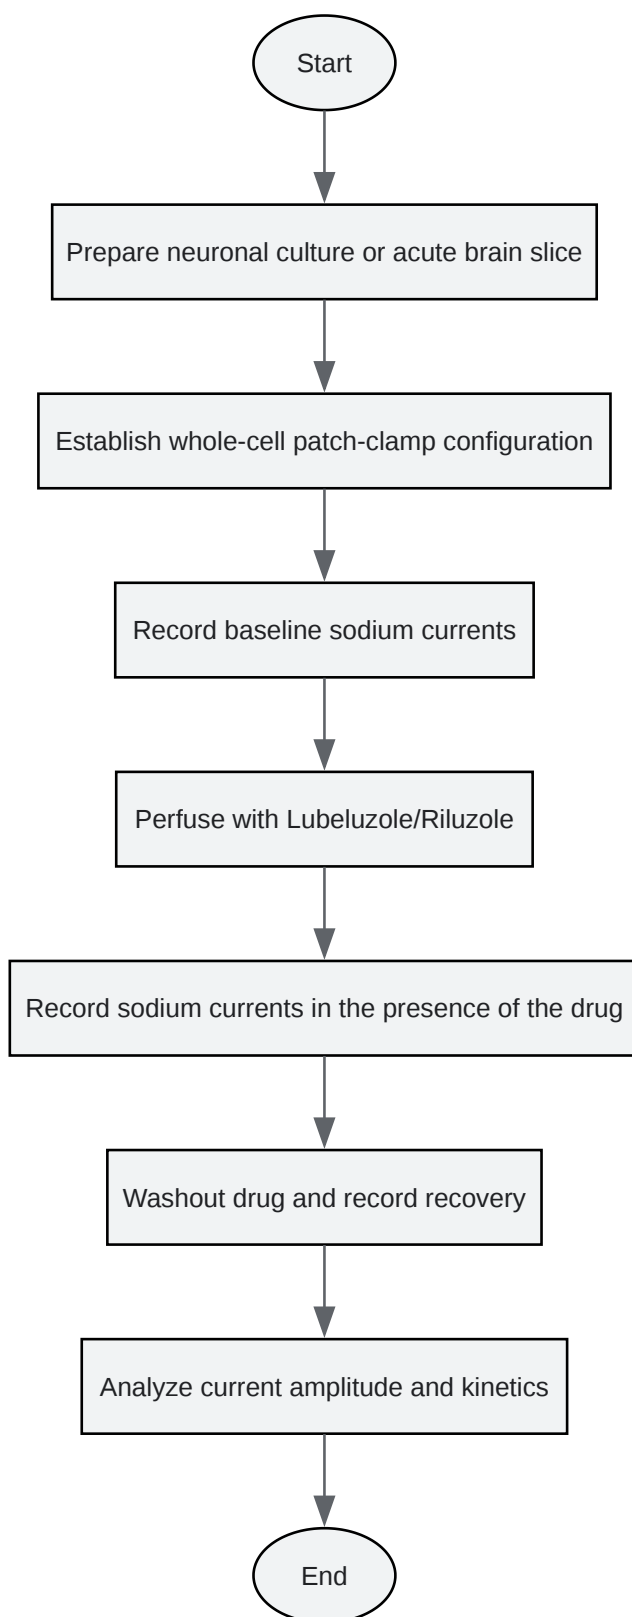 Start
Prepare neuronal culture or acute brain slice
Establish whole-cell patch-clamp configuration
Record baseline sodium currents
Perfuse with Lubeluzole/Riluzole
Record sodium currents in the presence of the drug
Washout drug and record recovery
Analyze current amplitude and kinetics
End